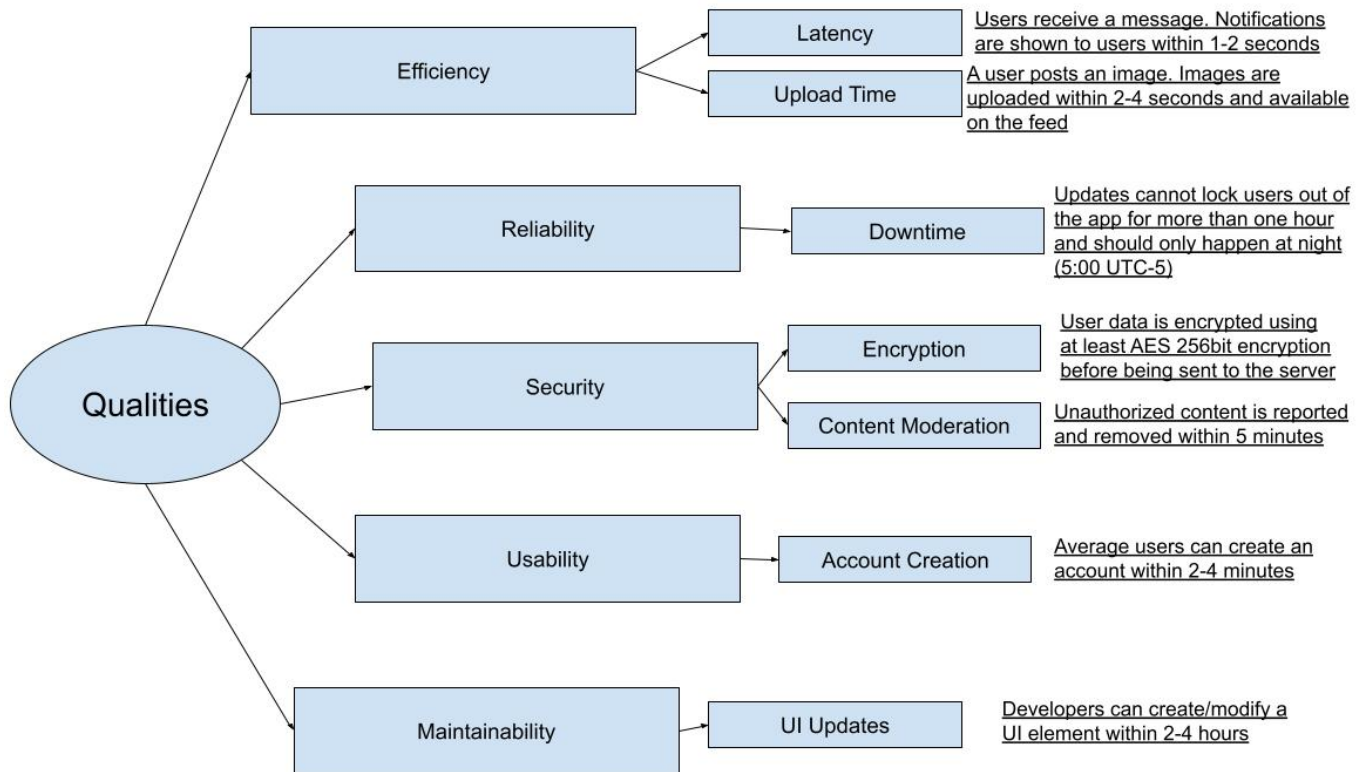 Efficiency
Latency
Users receive a message. Notifications
are shown to users within 1-2 seconds
Upload Time
A user posts an image. Images are
uploaded within 2-4 seconds and available
on the feed
Reliability
Downtime
Updates cannot lock users out of
the app for more than one hour
and should only happen at night
(5:00 UTC-5)
Qualities
Security
Encryption
User data is encrypted using
at least AES 256bit encryption
before being sent to the server
Content Moderation
Unauthorized content is reported
and removed within 5 minutes
Usability
Account Creation
Average users can create an
account within 2-4 minutes
Maintainability
UI Updates
Developers can create/modify a
UI element within 2-4 hours